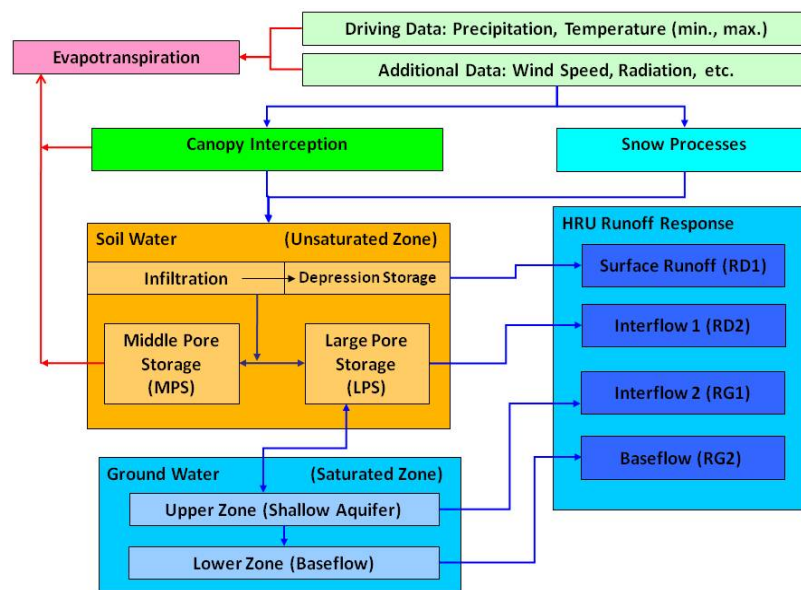 Driving Data: Precipitation, Temperature (min., max.)
Evapotranspiration
Additional Data: Wind Speed, Radiation, etc.
Canopy Interception
Snow Processes
Soil Water (Unsaturated Zone)
Infiltration
Depression Storage
Middle Pore
Storage
(MPS)
Large Pore
Storage
(LPS)
HRU Runoff Response
Surface Runoff (RD1)
Interflow 1 (RD2)
Interflow 2 (RG1)
Baseflow (RG2)
Ground Water (Saturated Zone)
Upper Zone (Shallow Aquifer)
Lower Zone (Baseflow)